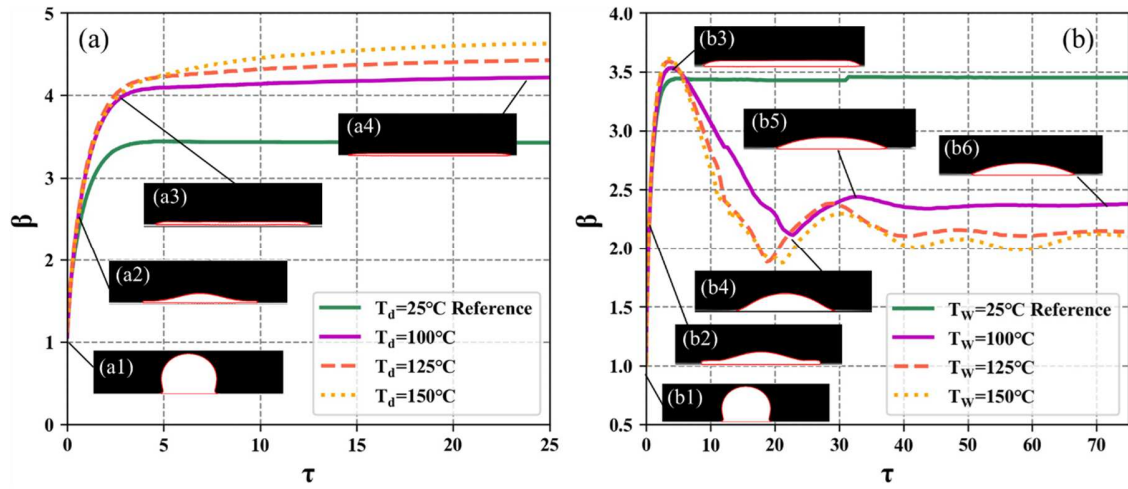 (a)
5
4
3
2
1
0
0
5
10
15
20
25
β
τ
(a1)
(a2)
(a3)
(a4)
T_d=25°C Reference
T_d=100°C
T_d=125°C
T_d=150°C
(b)
4.0
3.5
3.0
2.5
2.0
1.5
1.0
0.5
0
10
20
30
40
50
60
70
β
τ
(b3)
(b5)
(b6)
(b4)
(b2)
(b1)
T_W=25°C Reference
T_W=100°C
T_W=125°C
T_W=150°C